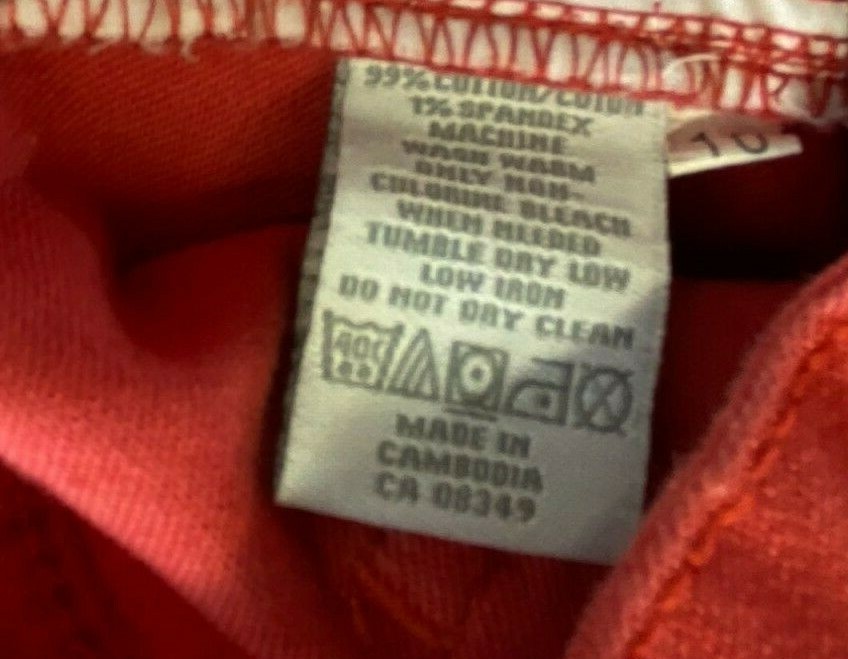 99% COTTON/COTON
1% SPANDEX
MACHINE
WASH WARM
ONLY NON-
CHLORINE BLEACH
WHEN NEEDED
TUMBLE DRY LOW
LOW IRON
DO NOT DRY CLEAN
40C
MADE IN
CAMBODIA
CA 08349
10